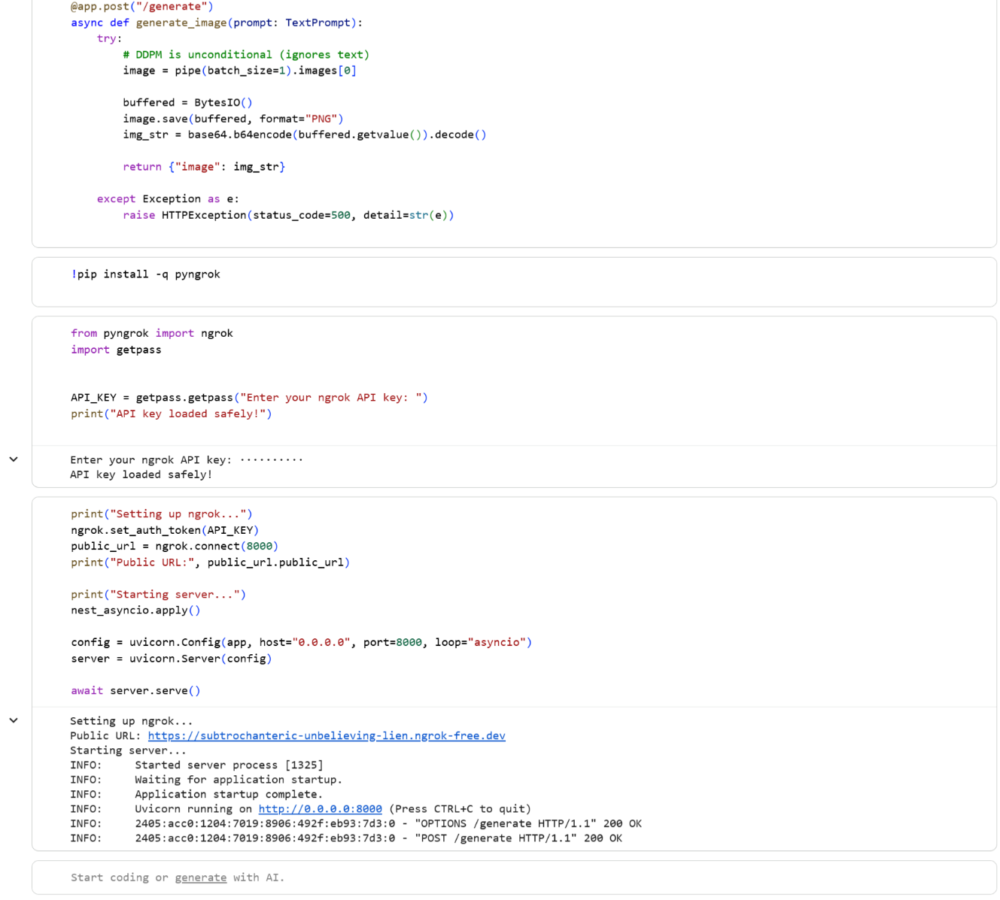 @app.post("/generate")
async def generate_image(prompt: TextPrompt):
    try:
        # DDPM is unconditional (ignores text)
        image = pipe(batch_size=1).images[0]

        buffered = BytesIO()
        image.save(buffered, format="PNG")
        img_str = base64.b64encode(buffered.getvalue()).decode()

        return {"image": img_str}

    except Exception as e:
        raise HTTPException(status_code=500, detail=str(e))

!pip install -q pyngrok

from pyngrok import ngrok
import getpass

API_KEY = getpass.getpass("Enter your ngrok API key: ")
print("API key loaded safely!")

Enter your ngrok API key: ··········
API key loaded safely!

print("Setting up ngrok...")
ngrok.set_auth_token(API_KEY)
public_url = ngrok.connect(8000)
print("Public URL:", public_url.public_url)

print("Starting server...")
nest_asyncio.apply()

config = uvicorn.Config(app, host="0.0.0.0", port=8000, loop="asyncio")
server = uvicorn.Server(config)

await server.serve()

Setting up ngrok...
Public URL: https://subtrochanteric-unbelieving-lien.ngrok-free.dev
Starting server...
INFO:     Started server process [1325]
INFO:     Waiting for application startup.
INFO:     Application startup complete.
INFO:     Uvicorn running on http://0.0.0.0:8000 (Press CTRL+C to quit)
INFO:     2405:acc0:1204:7019:8906:492f:eb93:7d3:0 - "OPTIONS /generate HTTP/1.1" 200 OK
INFO:     2405:acc0:1204:7019:8906:492f:eb93:7d3:0 - "POST /generate HTTP/1.1" 200 OK

Start coding or generate with AI.